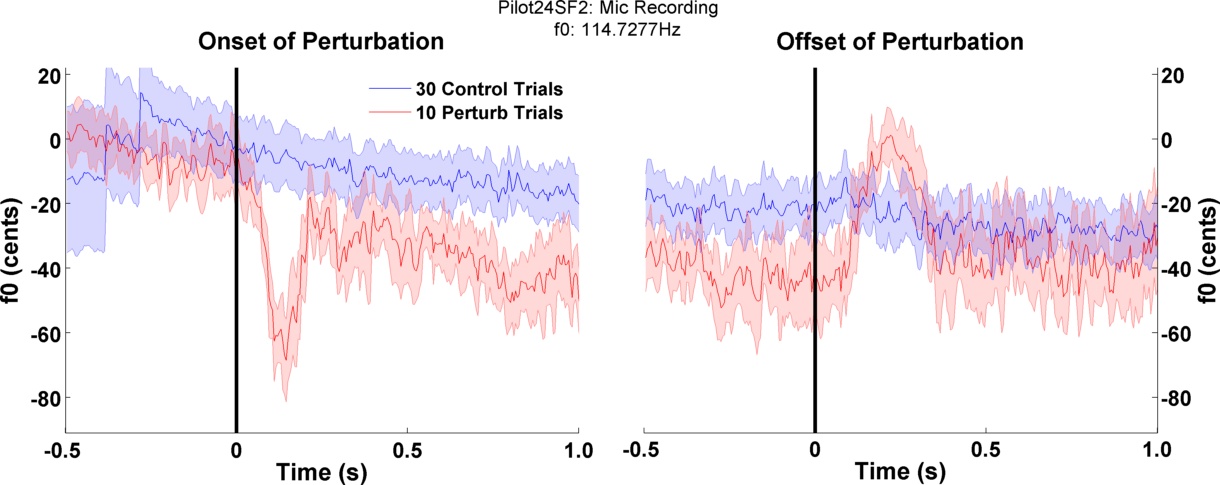 Pilot24SF2: Mic Recording
f0: 114.7277Hz
Onset of Perturbation
Offset of Perturbation
30 Control Trials
10 Perturb Trials
f0 (cents)
20
0
-20
-40
-60
-80
-0.5
0
0.5
1.0
Time (s)
-0.5
0
0.5
1.0
Time (s)
20
0
-20
-40
-60
-80
f0 (cents)